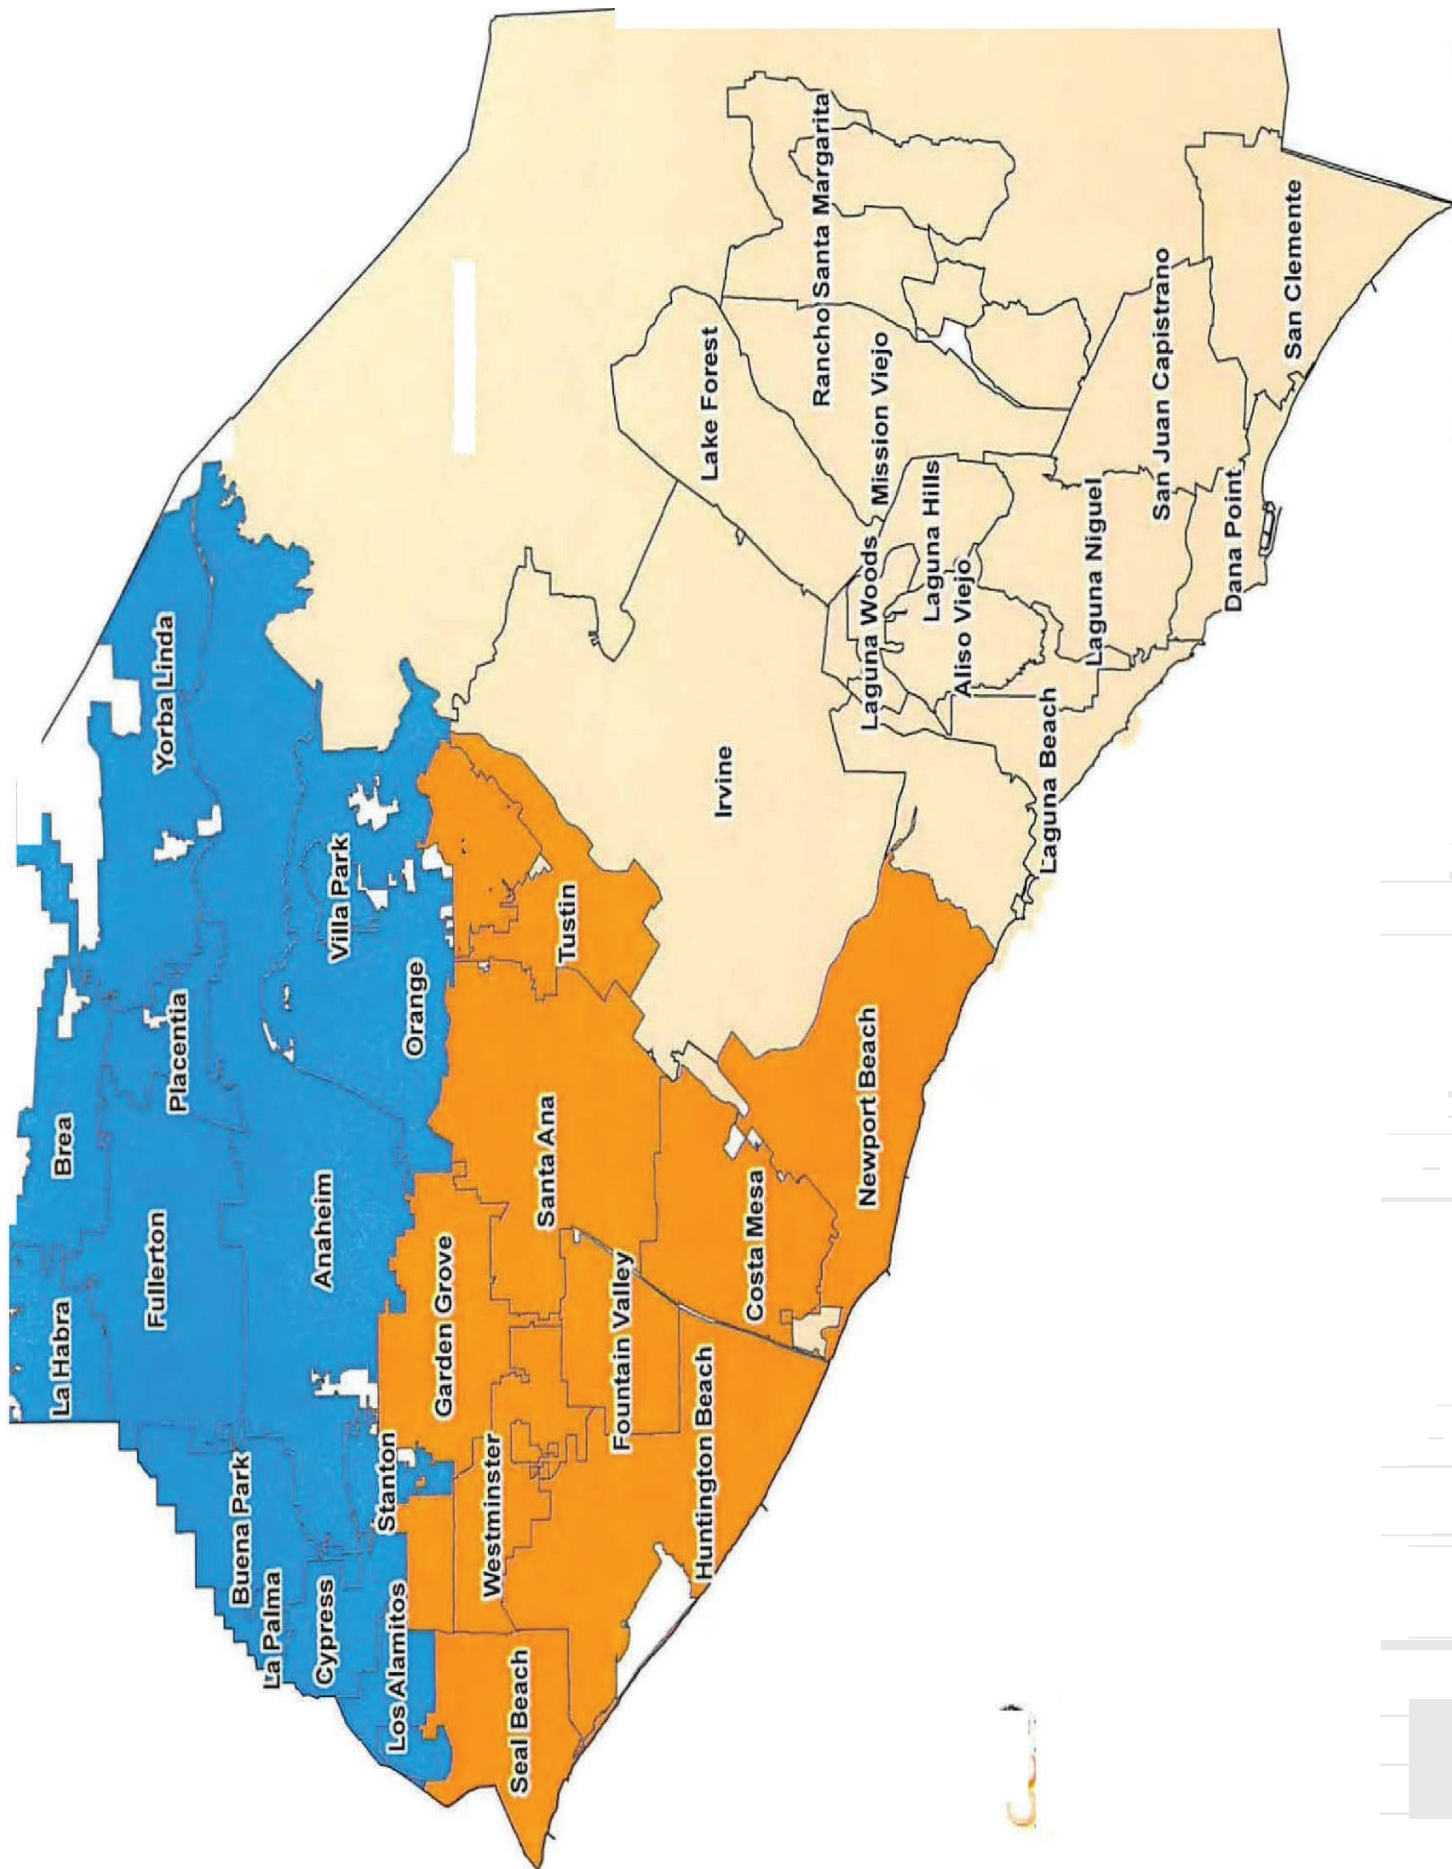 La Habra
Brea
Fullerton
Placentia
Yorba Linda
Buena Park
La Palma
Anaheim
Villa Park
Cypress
Stanton
Orange
Los Alamitos
Garden Grove
Westminster
Santa Ana
Tustin
Seal Beach
Fountain Valley
Huntington Beach
Costa Mesa
Irvine
Lake Forest
Newport Beach
Rancho Santa Margarita
Mission Viejo
Laguna Woods
Laguna Hills
Aliso Viejo
Laguna Beach
Laguna Niguel
San Juan Capistrano
Dana Point
San Clemente